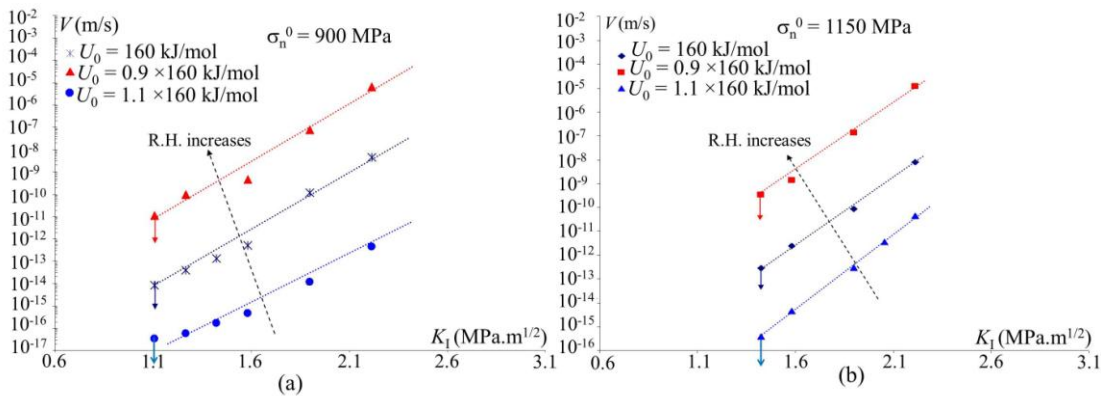 V (m/s)
σn⁰ = 900 MPa
U₀ = 160 kJ/mol
U₀ = 0.9 ×160 kJ/mol
U₀ = 1.1 ×160 kJ/mol
R.H. increases
10⁻²
10⁻³
10⁻⁴
10⁻⁵
10⁻⁶
10⁻⁷
10⁻⁸
10⁻⁹
10⁻¹⁰
10⁻¹¹
10⁻¹²
10⁻¹³
10⁻¹⁴
10⁻¹⁵
10⁻¹⁶
10⁻¹⁷
K_I (MPa.m¹ᐟ²)
0.6 1.1 1.6 2.1 2.6 3.1
(a)
V (m/s)
σn⁰ = 1150 MPa
U₀ = 160 kJ/mol
U₀ = 0.9 ×160 kJ/mol
U₀ = 1.1 ×160 kJ/mol
R.H. increases
10⁻²
10⁻³
10⁻⁴
10⁻⁵
10⁻⁶
10⁻⁷
10⁻⁸
10⁻⁹
10⁻¹⁰
10⁻¹¹
10⁻¹²
10⁻¹³
10⁻¹⁴
10⁻¹⁵
10⁻¹⁶
K_I (MPa.m¹ᐟ²)
0.6 1.1 1.6 2.1 2.6 3.1
(b)